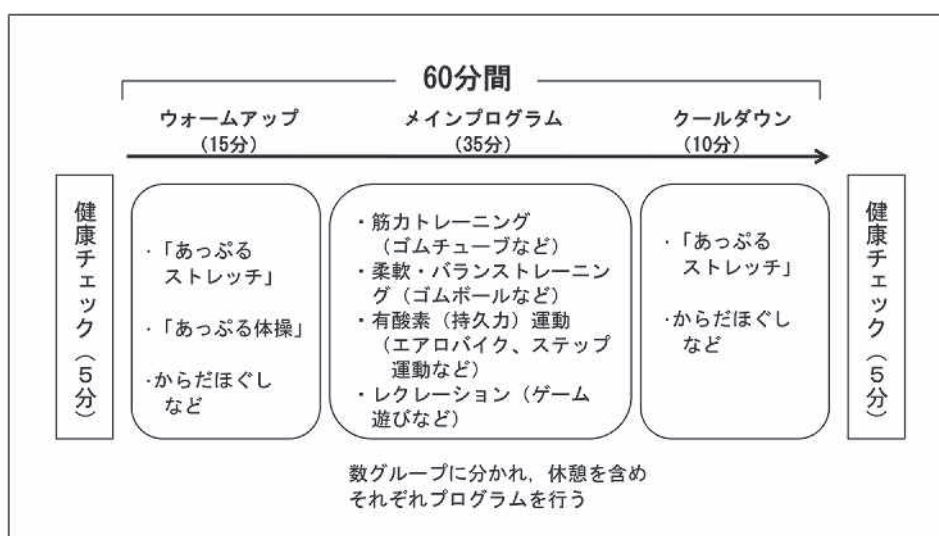 60分間
ウォームアップ
(15分)
メインプログラム
(35分)
クールダウン
(10分)
健康チェック(5分)
・「あっぷる
ストレッチ」
・「あっぷる体操」
・からだほぐし
など
・筋力トレーニング
(ゴムチューブなど)
・柔軟・バランストレーニン
グ(ゴムボールなど)
・有酸素(持久力)運動
(エアロバイク、ステップ
運動など)
・レクレーション(ゲーム
遊びなど)
・「あっぷる
ストレッチ」
・からだほぐし
など
健康チェック(5分)
数グループに分かれ,休憩を含め
それぞれプログラムを行う